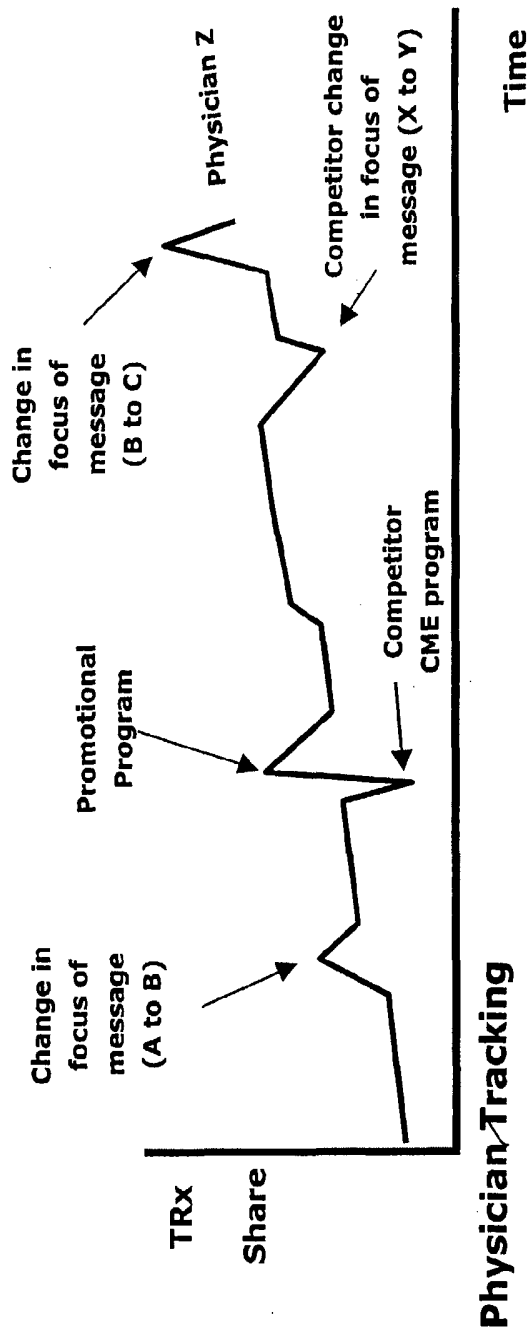 Change in
focus of
message
(A to B)
Promotional
Program
Change in
focus of
message
(B to C)
Physician Z
TRx
Share
Competitor
CME program
Competitor change
in focus of
message (X to Y)
Time
Physician Tracking